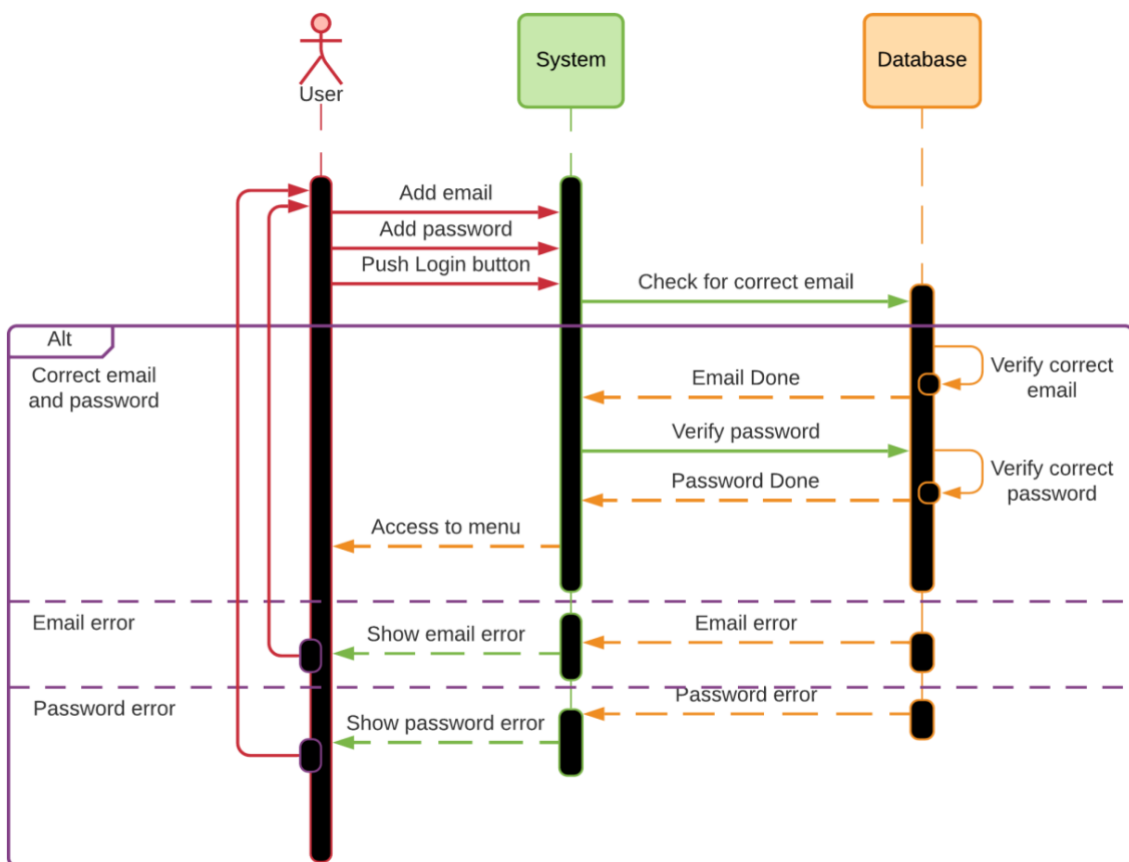 User
System
Database
Add email
Add password
Push Login button
Check for correct email
Alt
Correct email
and password
Verify correct
email
Email Done
Verify password
Verify correct
password
Password Done
Access to menu
Email error
Email error
Show email error
Password error
Password error
Show password error